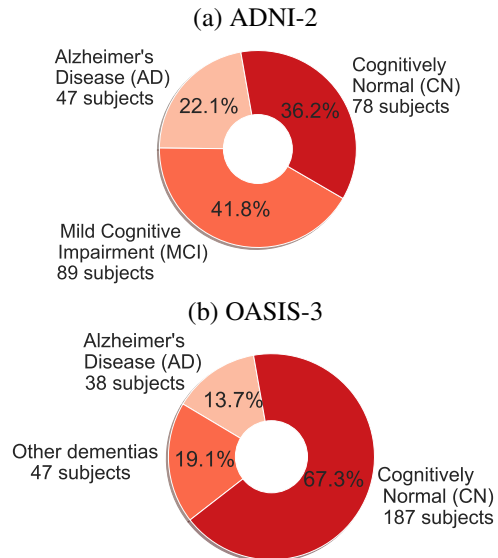 (a) ADNI-2
Alzheimer's
Disease (AD)
47 subjects
22.1%
Cognitively
Normal (CN)
78 subjects
36.2%
41.8%
Mild Cognitive
Impairment (MCI)
89 subjects
(b) OASIS-3
Alzheimer's
Disease (AD)
38 subjects
13.7%
Other dementias
47 subjects
19.1%
67.3%
Cognitively
Normal (CN)
187 subjects